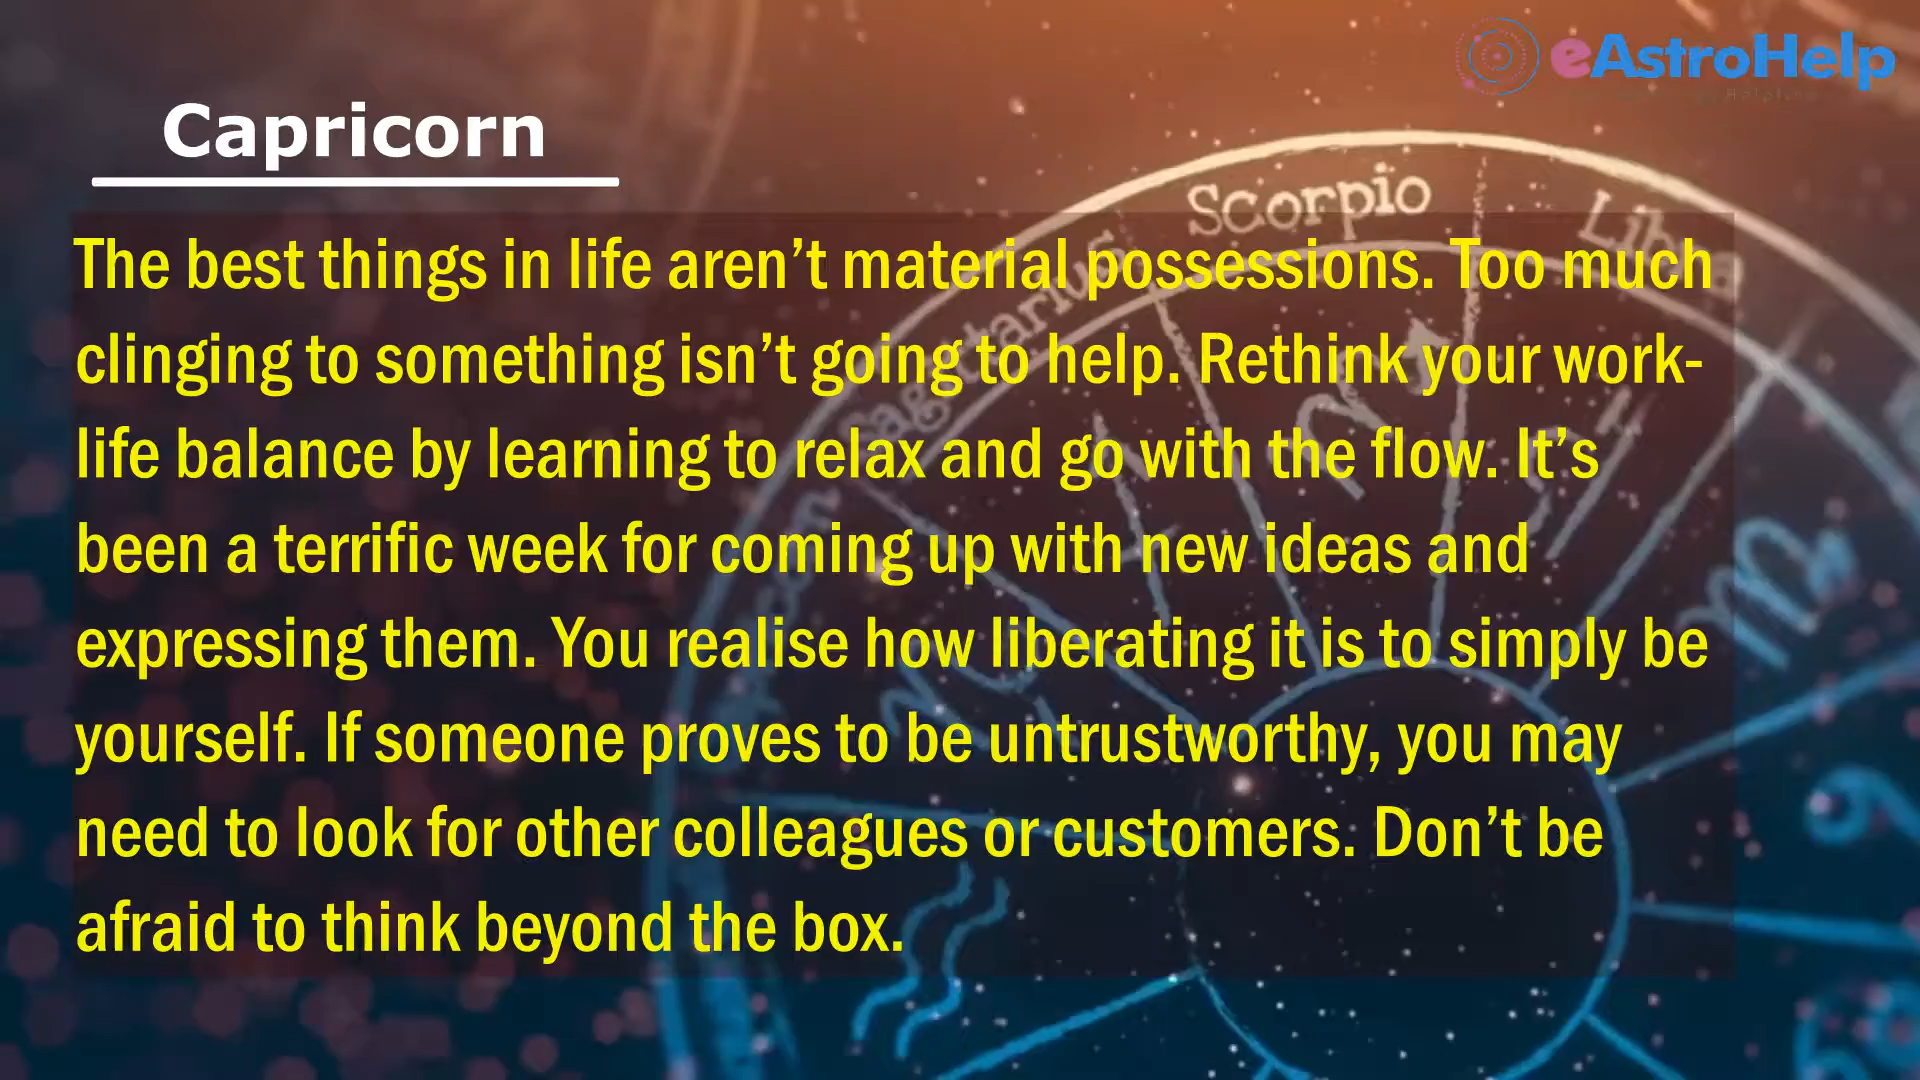 eAstroHelp
Capricorn
Scorpio
Libra
Sagittarius
The best things in life aren’t material possessions. Too much
clinging to something isn’t going to help. Rethink your work-
life balance by learning to relax and go with the flow. It’s
been a terrific week for coming up with new ideas and
expressing them. You realise how liberating it is to simply be
yourself. If someone proves to be untrustworthy, you may
need to look for other colleagues or customers. Don’t be
afraid to think beyond the box.